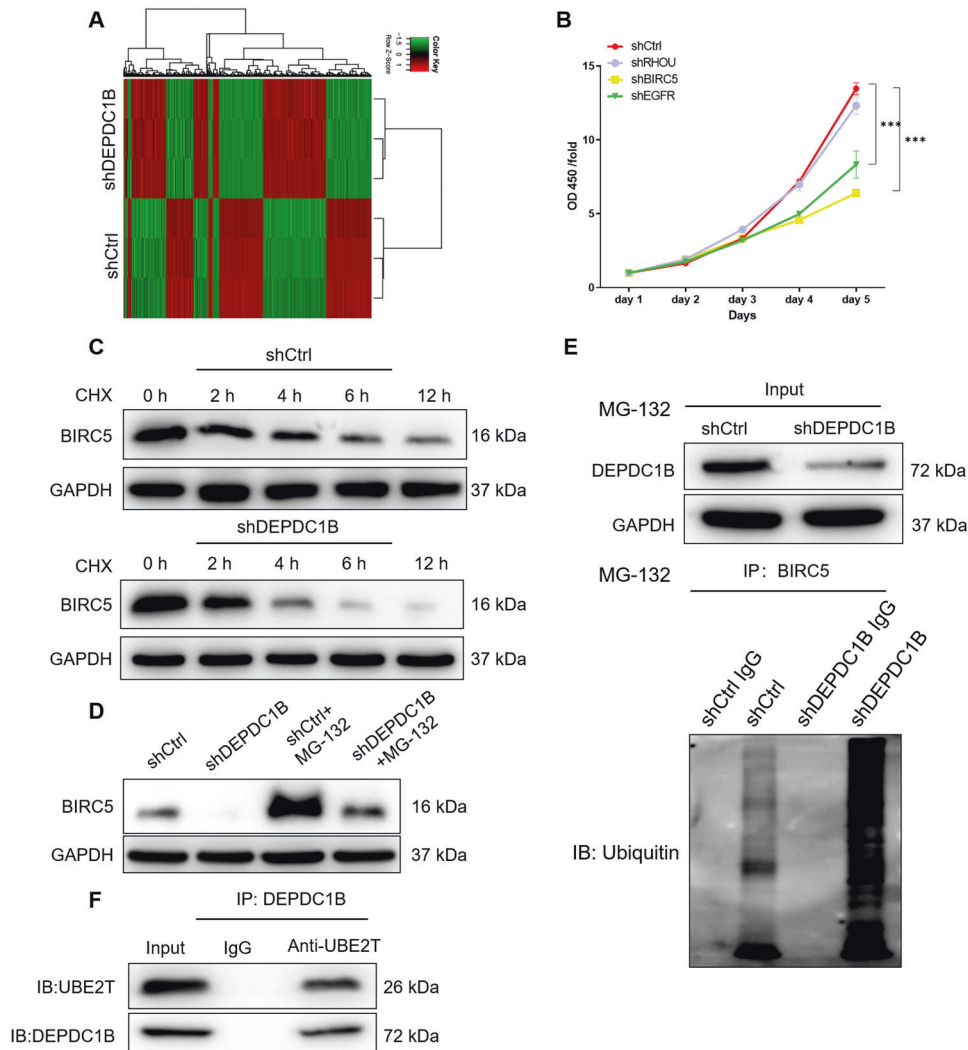 A
-1.5
0
1
Row Z-Score
Color Key
shDEPDC1B
shCtrl
B
shCtrl
shRHOU
shBIRC5
shEGFR
15
10
5
0
OD 450 /fold
***
***
day 1 day 2 day 3 day 4 day 5
Days
C
shCtrl
CHX 0 h 2 h 4 h 6 h 12 h
BIRC5 16 kDa
GAPDH 37 kDa
shDEPDC1B
CHX 0 h 2 h 4 h 6 h 12 h
BIRC5 16 kDa
GAPDH 37 kDa
D
shCtrl shDEPDC1B shCtrl+ MG-132 shDEPDC1B +MG-132
BIRC5 16 kDa
GAPDH 37 kDa
E
Input
MG-132
shCtrl shDEPDC1B
DEPDC1B 72 kDa
GAPDH 37 kDa
MG-132 IP: BIRC5
shCtrl IgG shCtrl shDEPDC1B IgG shDEPDC1B
IB: Ubiquitin
F
IP: DEPDC1B
Input IgG Anti-UBE2T
IB:UBE2T 26 kDa
IB:DEPDC1B 72 kDa